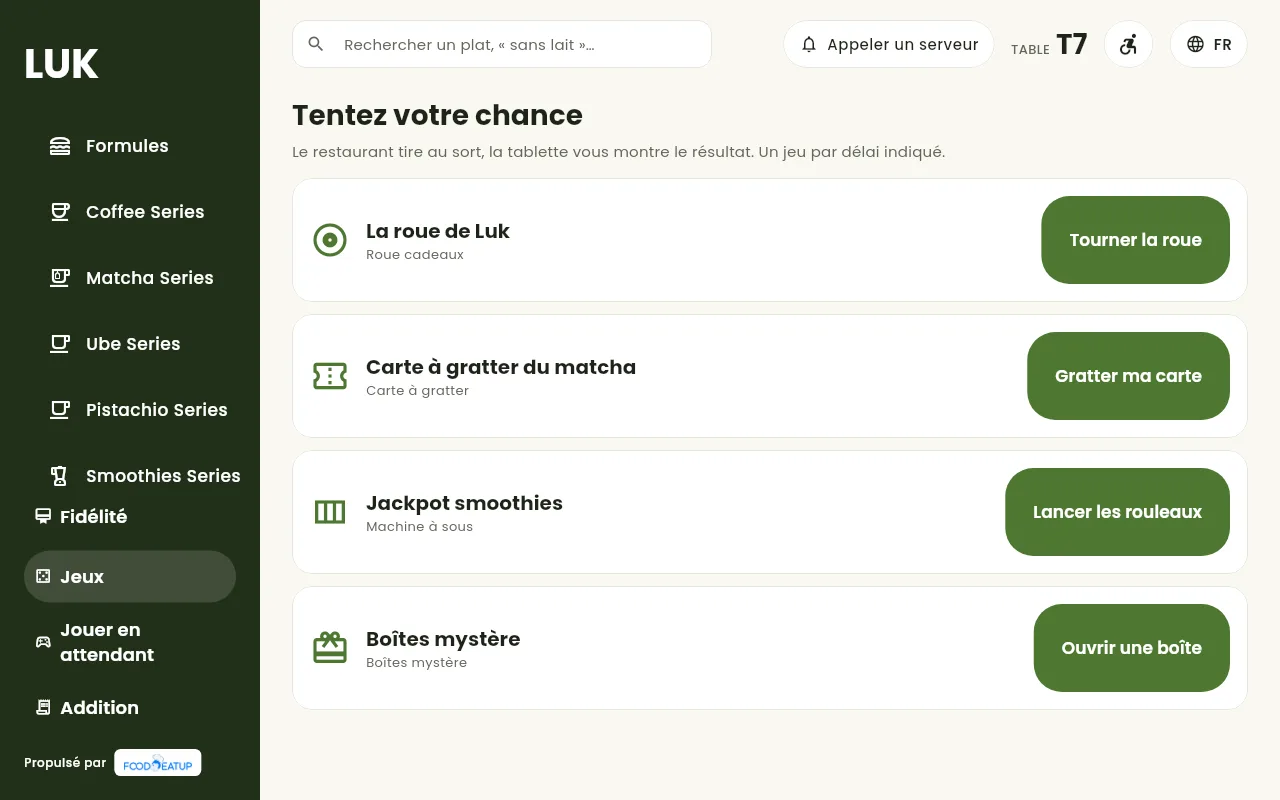 LUK
Formules
Coffee Series
Matcha Series
Ube Series
Pistachio Series
Smoothies Series
Fidélité
Jeux
Jouer en
attendant
Addition
Propulsé par
FOOD EATUP
Rechercher un plat, « sans lait »...
Appeler un serveur
TABLE T7
FR
Tentez votre chance
Le restaurant tire au sort, la tablette vous montre le résultat. Un jeu par délai indiqué.
La roue de Luk
Roue cadeaux
Tourner la roue
Carte à gratter du matcha
Carte à gratter
Gratter ma carte
Jackpot smoothies
Machine à sous
Lancer les rouleaux
Boîtes mystère
Boîtes mystère
Ouvrir une boîte